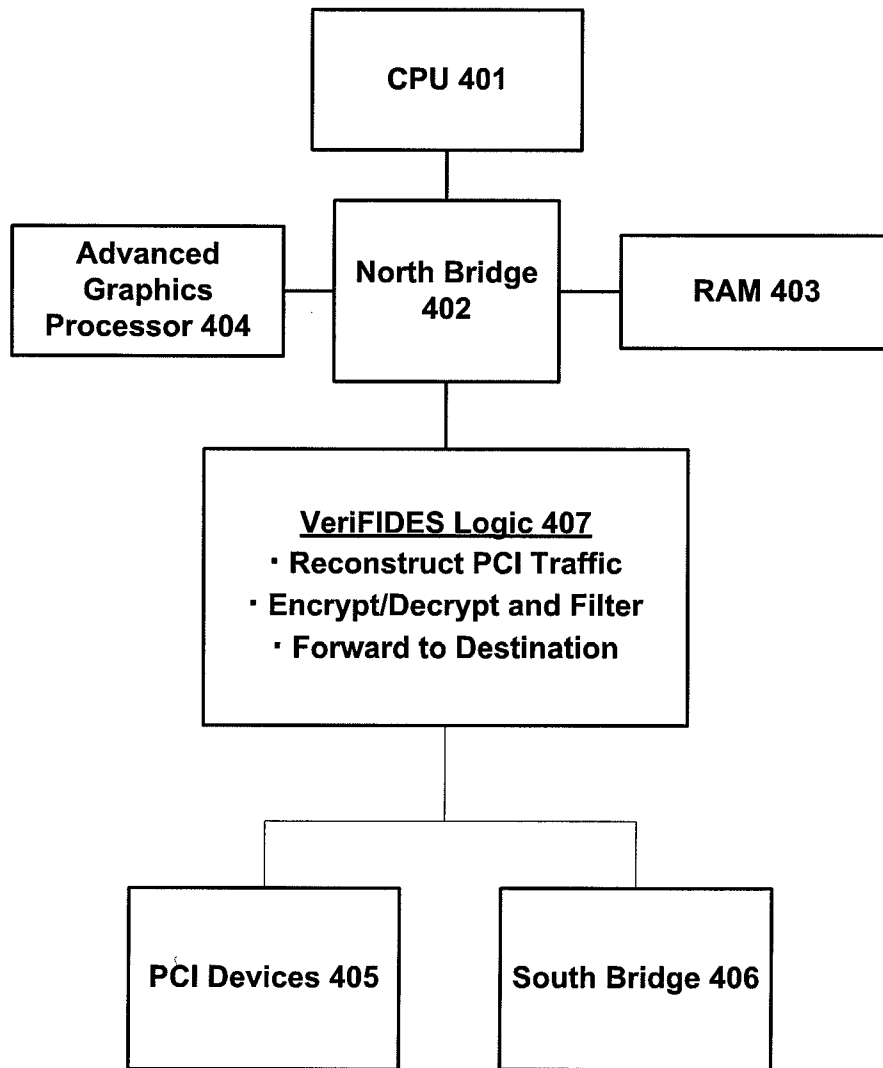 CPU 401
Advanced
Graphics
Processor 404
North Bridge
402
RAM 403
VeriFIDES Logic 407
· Reconstruct PCI Traffic
· Encrypt/Decrypt and Filter
· Forward to Destination
PCI Devices 405
South Bridge 406